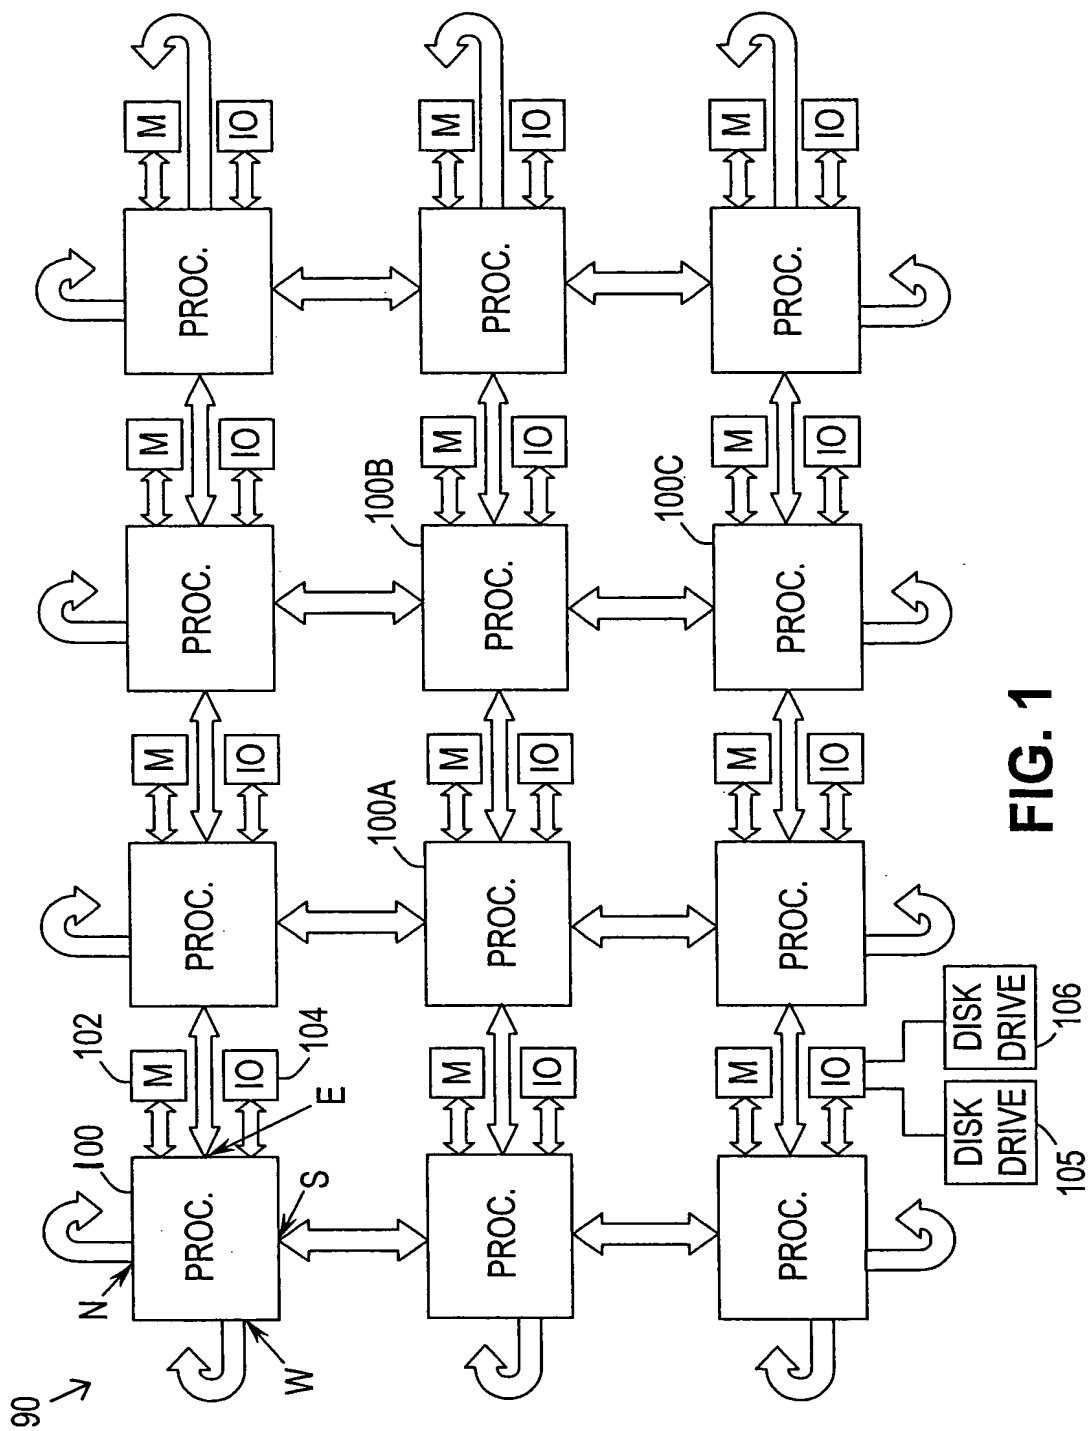 90
N
100
102
M
M
M
M
PROC.
PROC.
PROC.
PROC.
IO
IO
IO
IO
W
S
E
104
100A
100B
M
M
M
M
PROC.
PROC.
PROC.
PROC.
IO
IO
IO
IO
100C
M
M
M
M
PROC.
PROC.
PROC.
PROC.
IO
IO
IO
IO
DISK
DRIVE
105
DISK
DRIVE
106
FIG. 1